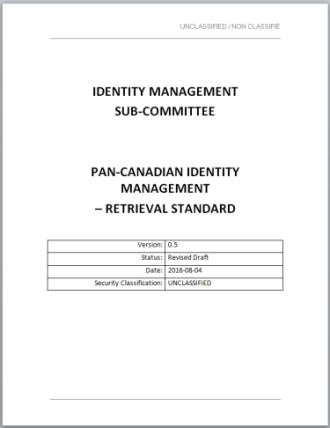 UNCLASSIFIED / NON CLASSIFIÉ
IDENTITY MANAGEMENT
SUB-COMMITTEE
PAN-CANADIAN IDENTITY
MANAGEMENT
– RETRIEVAL STANDARD
Version: 0.5
Status: Revised Draft
Date: 2016-08-04
Security Classification: UNCLASSIFIED